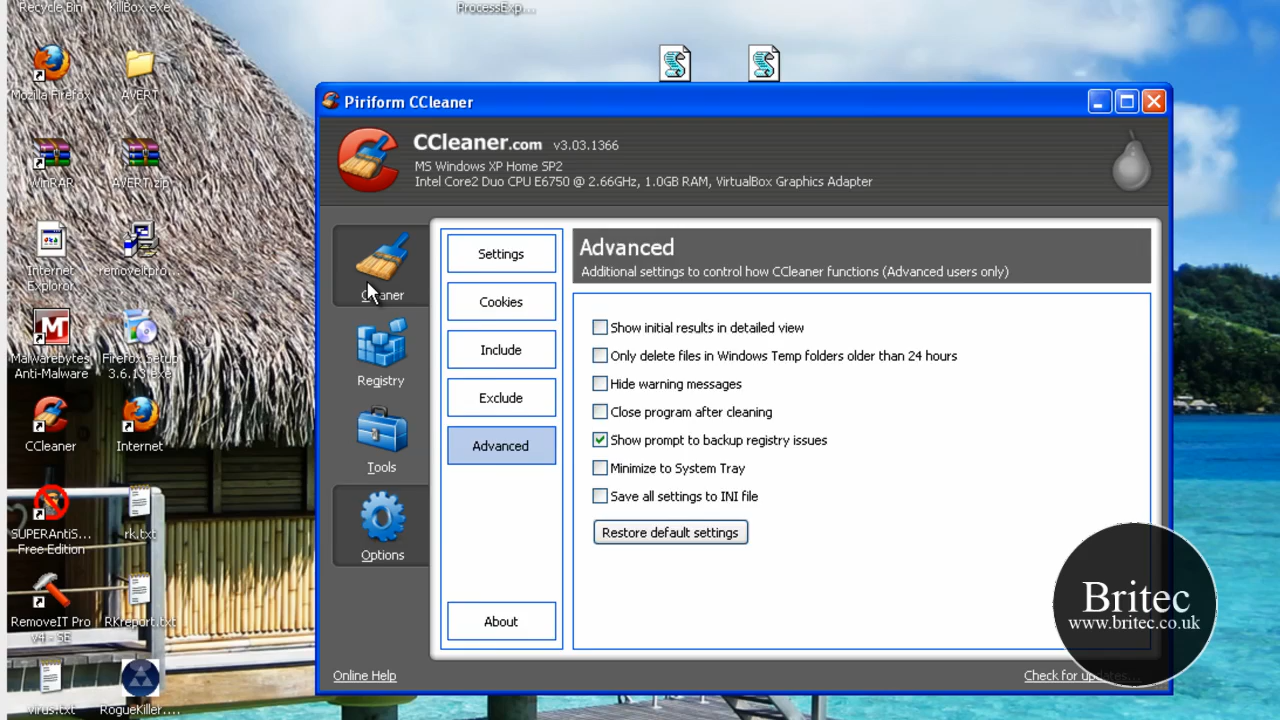 Recycle Bin
KillBox.exe
ProcessExp...
Mozilla Firefox
AVERT
WinRAR
AVERT.zip
Internet
Explorer
removeitpro...
Malwarebytes
Anti-Malware
Firefox Setup
3.6.13.exe
CCleaner
Internet
SUPERAntiS...
Free Edition
rk.txt
RemoveIT Pro
v4 - SE
RKreport.txt
virus.txt
RogueKiller....
Piriform CCleaner
CCleaner.com v3.03.1366
MS Windows XP Home SP2
Intel Core2 Duo CPU E6750 @ 2.66GHz, 1.0GB RAM, VirtualBox Graphics Adapter
Cleaner
Registry
Tools
Options
Settings
Cookies
Include
Exclude
Advanced
About
Advanced
Additional settings to control how CCleaner functions (Advanced users only)
Show initial results in detailed view
Only delete files in Windows Temp folders older than 24 hours
Hide warning messages
Close program after cleaning
Show prompt to backup registry issues
Minimize to System Tray
Save all settings to INI file
Restore default settings
Online Help
Check for updates...
Britec
www.britec.co.uk